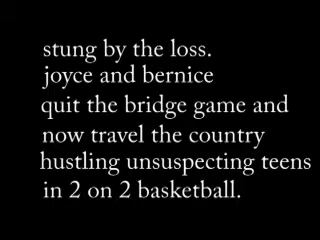 stung by the loss.
joyce and bernice
quit the bridge game and
now travel the country
hustling unsuspecting teens
in 2 on 2 basketball.